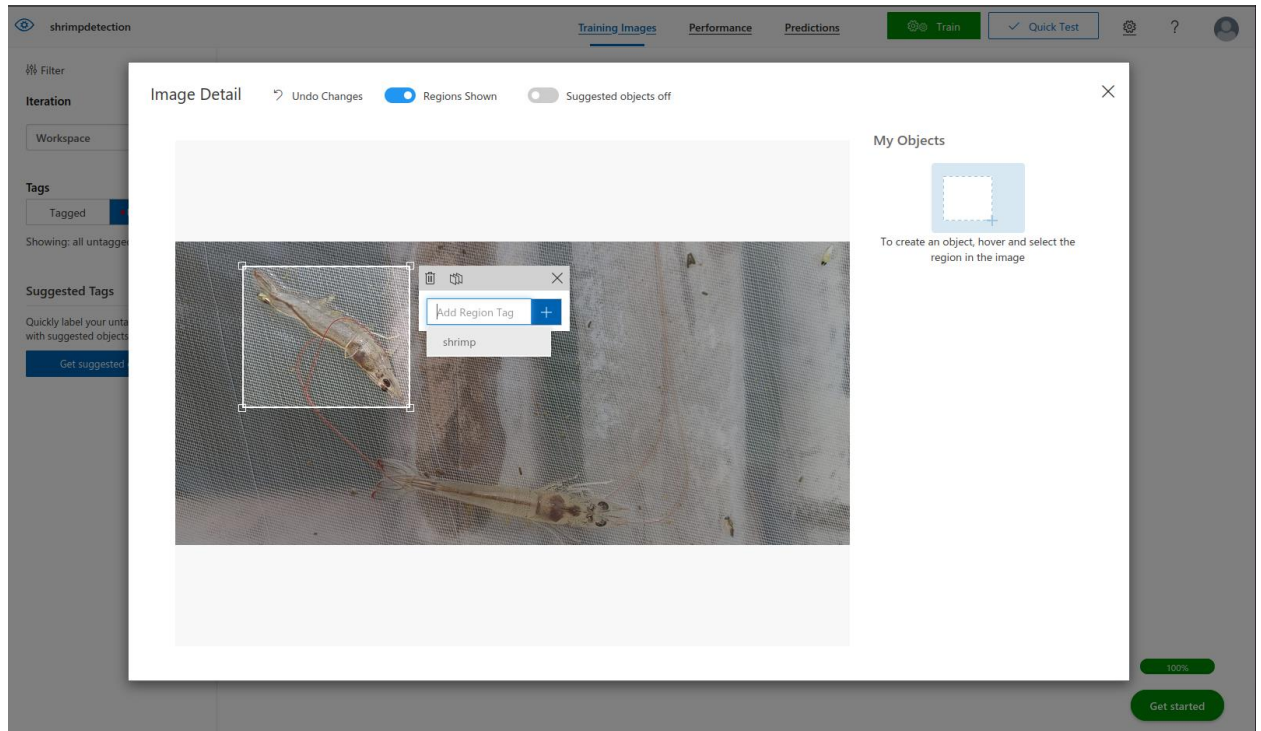 shrimpdetection
Training Images
Performance
Predictions
Train
Quick Test
?
Filter
Iteration
Workspace
Tags
Tagged
Showing: all untagged
Suggested Tags
Quickly label your
with suggested objects
Get suggested
Image Detail
Undo Changes
Regions Shown
Suggested objects off
Add Region Tag
shrimp
My Objects
To create an object, hover and select the
region in the image
100%
Get started